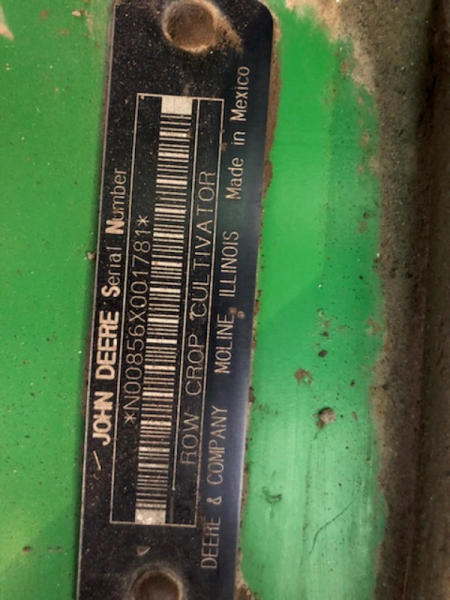 JOHN DEERE Serial Number
*N00856X001781*
ROW CROP CULTIVATOR
DEERE & COMPANY MOLINE, ILLINOIS Made in Mexico